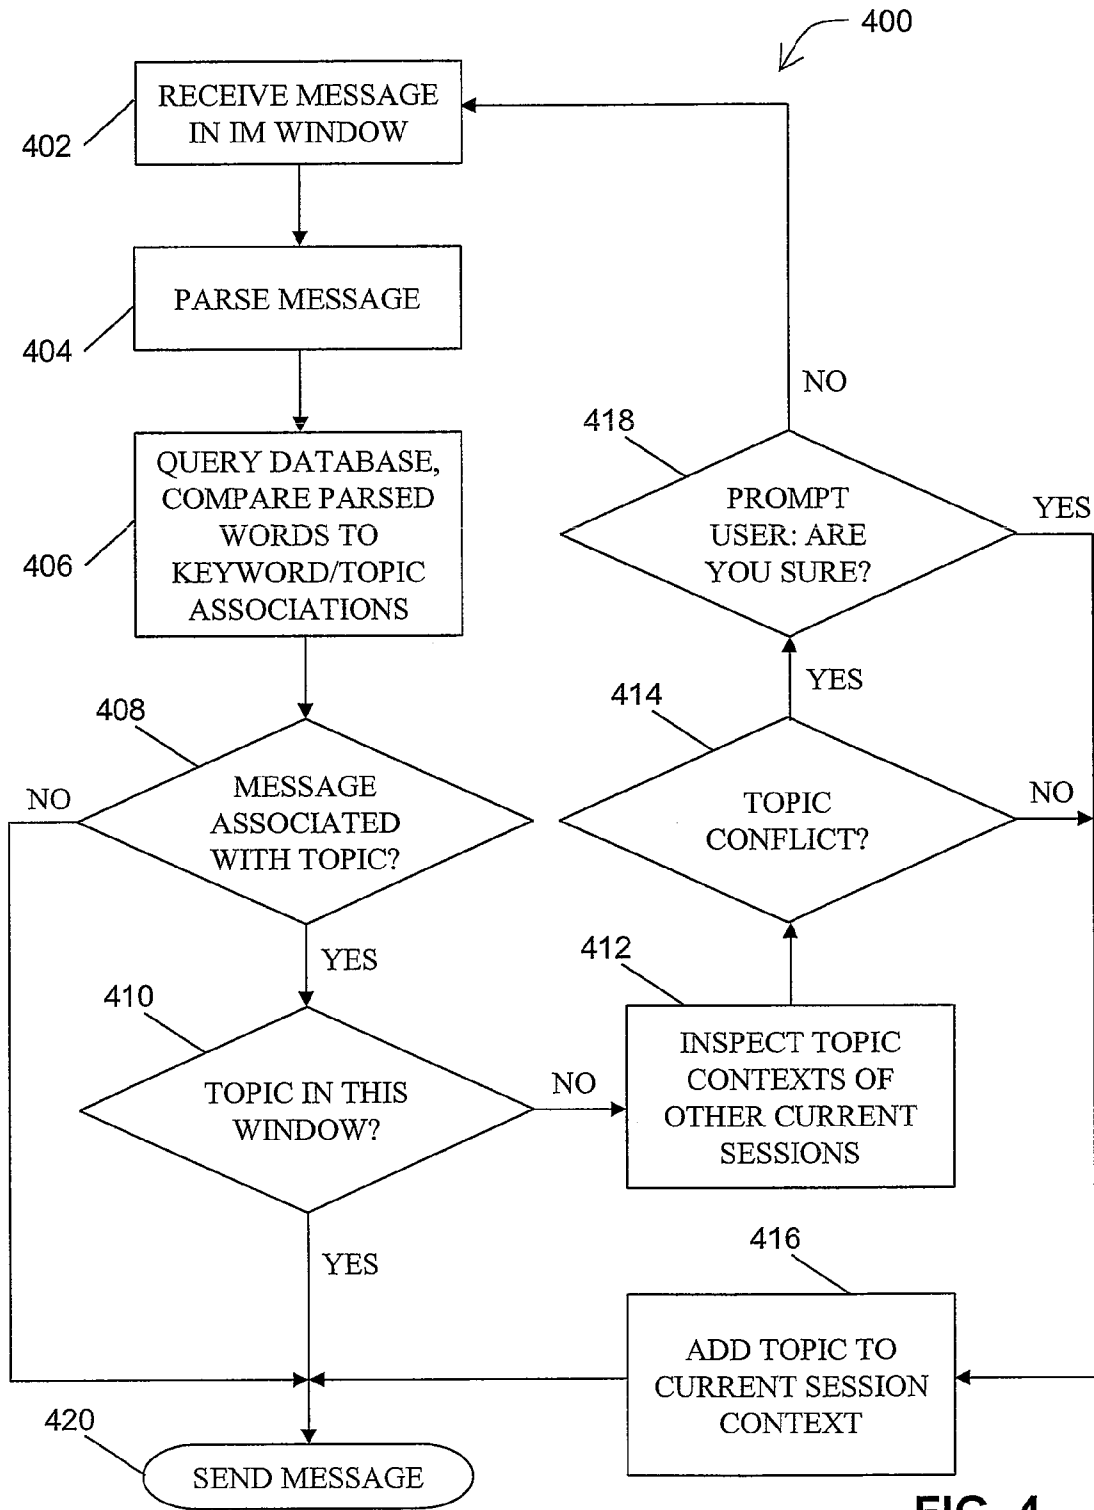 400
RECEIVE MESSAGE
IN IM WINDOW
402
PARSE MESSAGE
404
QUERY DATABASE,
COMPARE PARSED
WORDS TO
KEYWORD/TOPIC
ASSOCIATIONS
406
408
MESSAGE
ASSOCIATED
WITH TOPIC?
NO
YES
410
TOPIC IN THIS
WINDOW?
NO
YES
412
INSPECT TOPIC
CONTEXTS OF
OTHER CURRENT
SESSIONS
414
TOPIC
CONFLICT?
NO
YES
418
PROMPT
USER: ARE
YOU SURE?
NO
YES
416
ADD TOPIC TO
CURRENT SESSION
CONTEXT
420
SEND MESSAGE
FIG. 4